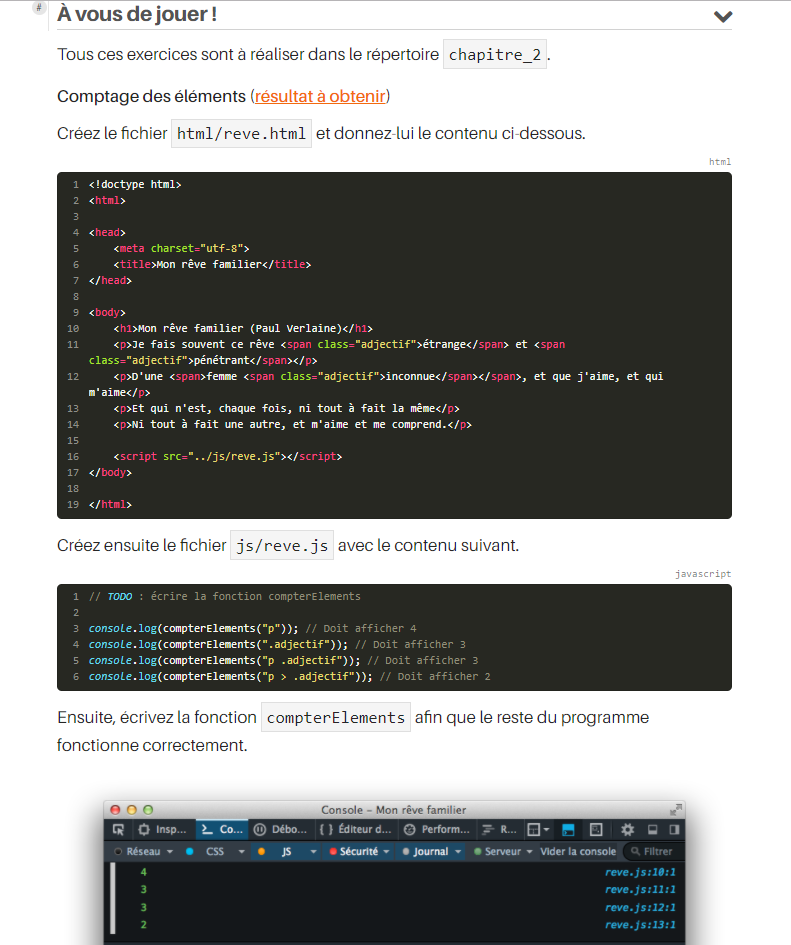 #
À vous de jouer !
Tous ces exercices sont à réaliser dans le répertoire chapitre_2.
Comptage des éléments (résultat à obtenir)
Créez le fichier html/reve.html et donnez-lui le contenu ci-dessous.
html
1 <!doctype html>
2 <html>
3
4 <head>
5     <meta charset="utf-8">
6     <title>Mon rêve familier</title>
7 </head>
8
9 <body>
10     <h1>Mon rêve familier (Paul Verlaine)</h1>
11     <p>Je fais souvent ce rêve <span class="adjectif">étrange</span> et <span
class="adjectif">pénétrant</span></p>
12     <p>D'une <span>femme <span class="adjectif">inconnue</span></span>, et que j'aime, et qui
m'aime</p>
13     <p>Et qui n'est, chaque fois, ni tout à fait la même</p>
14     <p>Ni tout à fait une autre, et m'aime et me comprend.</p>
15
16     <script src="../js/reve.js"></script>
17 </body>
18
19 </html>
Créez ensuite le fichier js/reve.js avec le contenu suivant.
javascript
1 // TODO : écrire la fonction compterElements
2
3 console.log(compterElements("p")); // Doit afficher 4
4 console.log(compterElements(".adjectif")); // Doit afficher 3
5 console.log(compterElements("p .adjectif")); // Doit afficher 3
6 console.log(compterElements("p > .adjectif")); // Doit afficher 2
Ensuite, écrivez la fonction compterElements afin que le reste du programme
fonctionne correctement.
Console – Mon rêve familier
Insp... Co... Débo... { } Éditeur d... Perform... R...
Réseau CSS JS Sécurité Journal Serveur Vider la console Filtrer
4 reve.js:10:1
3 reve.js:11:1
3 reve.js:12:1
2 reve.js:13:1